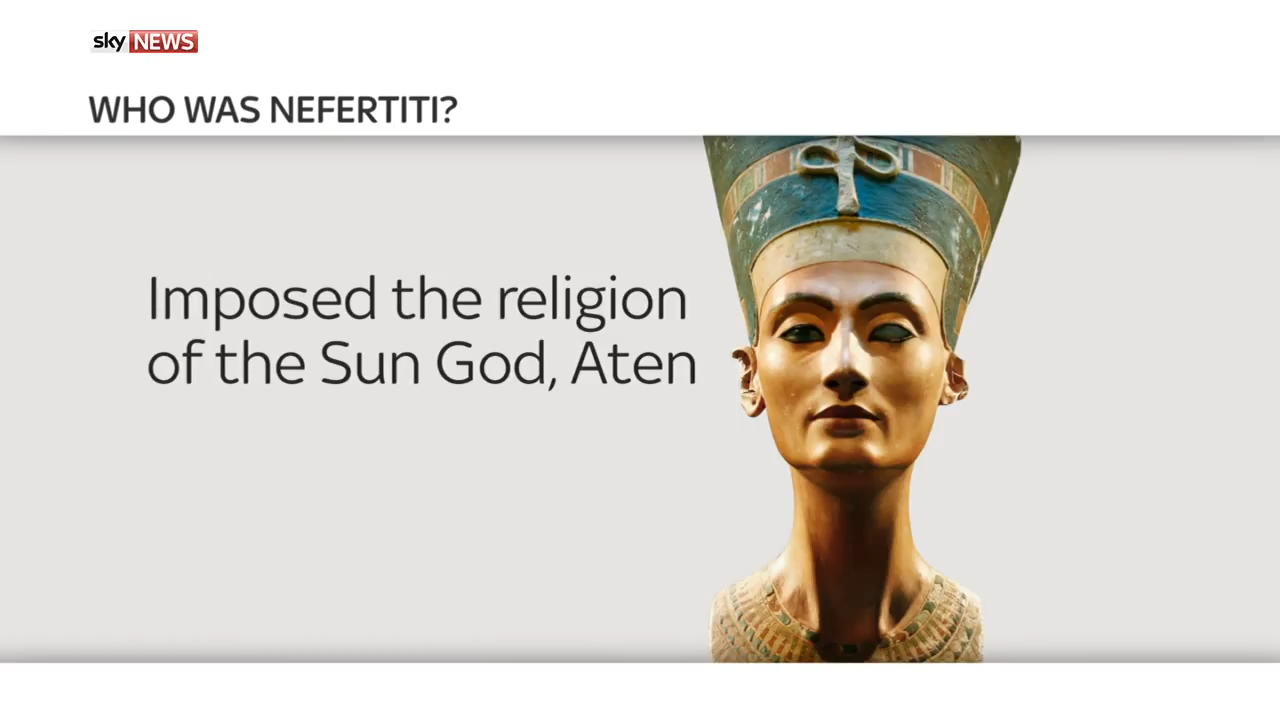 sky NEWS
WHO WAS NEFERTITI?
Imposed the religion
of the Sun God, Aten